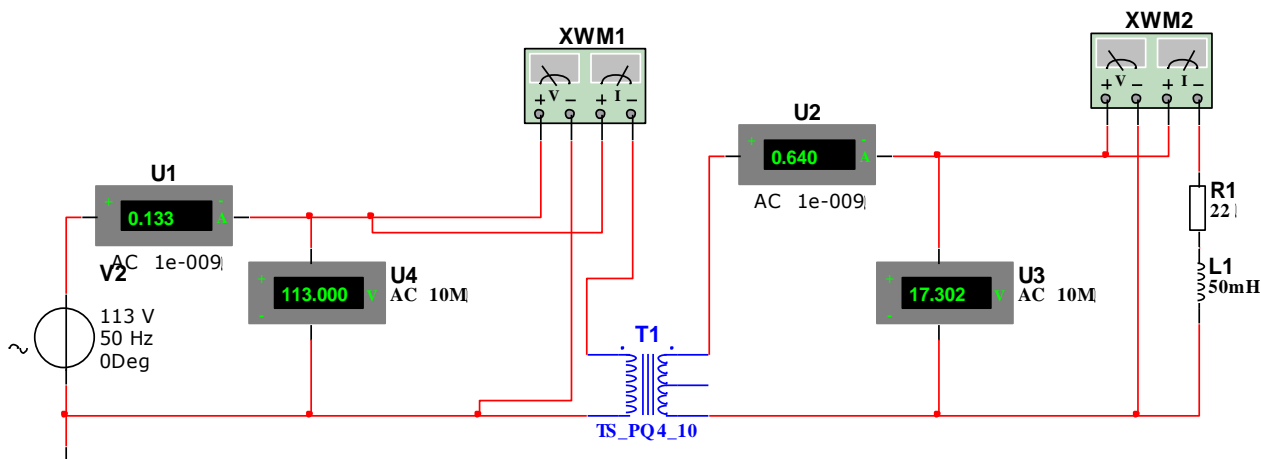 XWM1
V
I
+ - + -
XWM2
V
I
+ - + -
U1
+ -
0.133 A
AC 1e-009
U2
+ -
0.640 A
AC 1e-009
V2
113 V
50 Hz
0Deg
~
U4
+
113.000 V
-
AC 10M
U3
+
17.302 V
-
AC 10M
R1
22
L1
50mH
T1
TS_PQ4_10